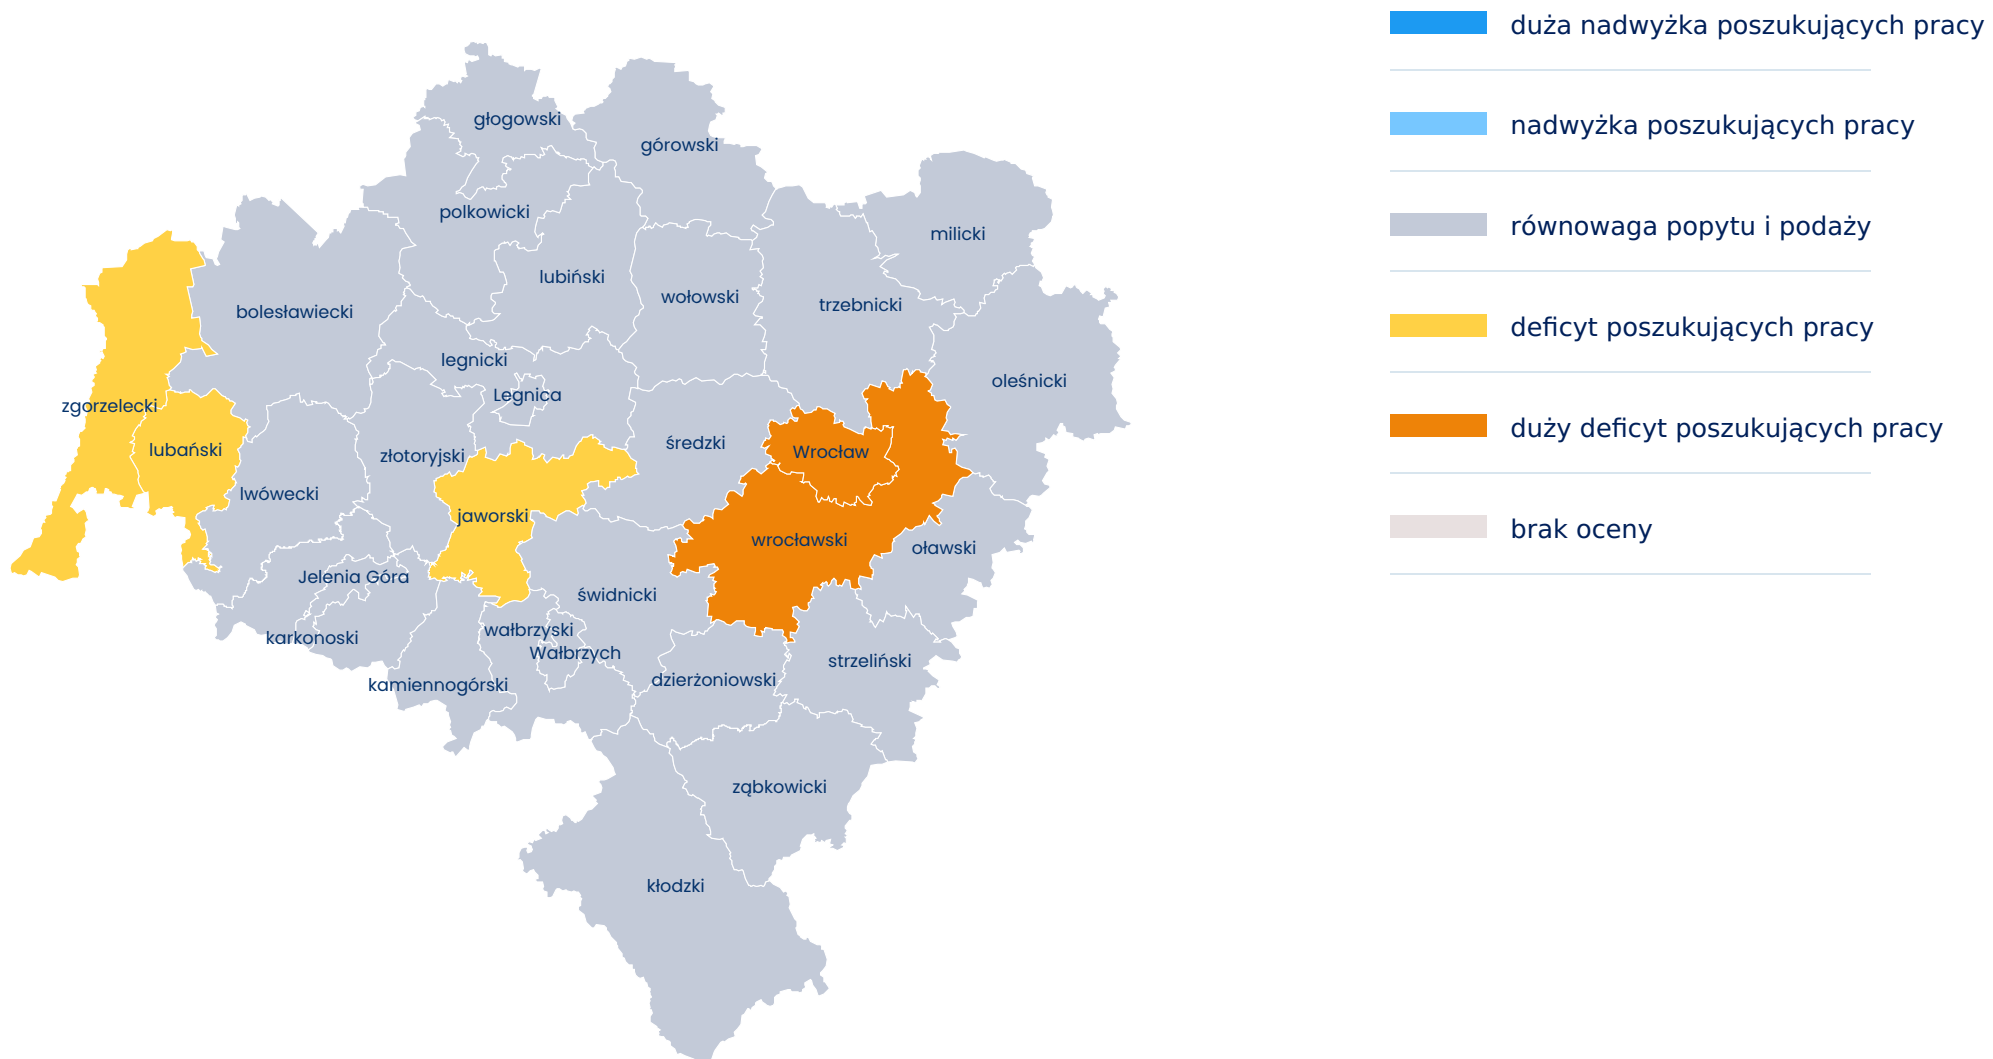 duża nadwyżka poszukujących pracy
nadwyżka poszukujących pracy
równowaga popytu i podaży
deficyt poszukujących pracy
duży deficyt poszukujących pracy
brak oceny
głogowski
górowski
polkowicki
milicki
lubiński
wołowski
trzebnicki
bolesławiecki
legnicki
oleśnicki
Legnica
zgorzelecki
lubański
średzki
Wrocław
złotoryjski
lwówecki
jaworski
wrocławski
oławski
Jelenia Góra
świdnicki
karkonoski
wałbrzyski
Wałbrzych
strzeliński
kamiennogórski
dzierżoniowski
ząbkowicki
kłodzki